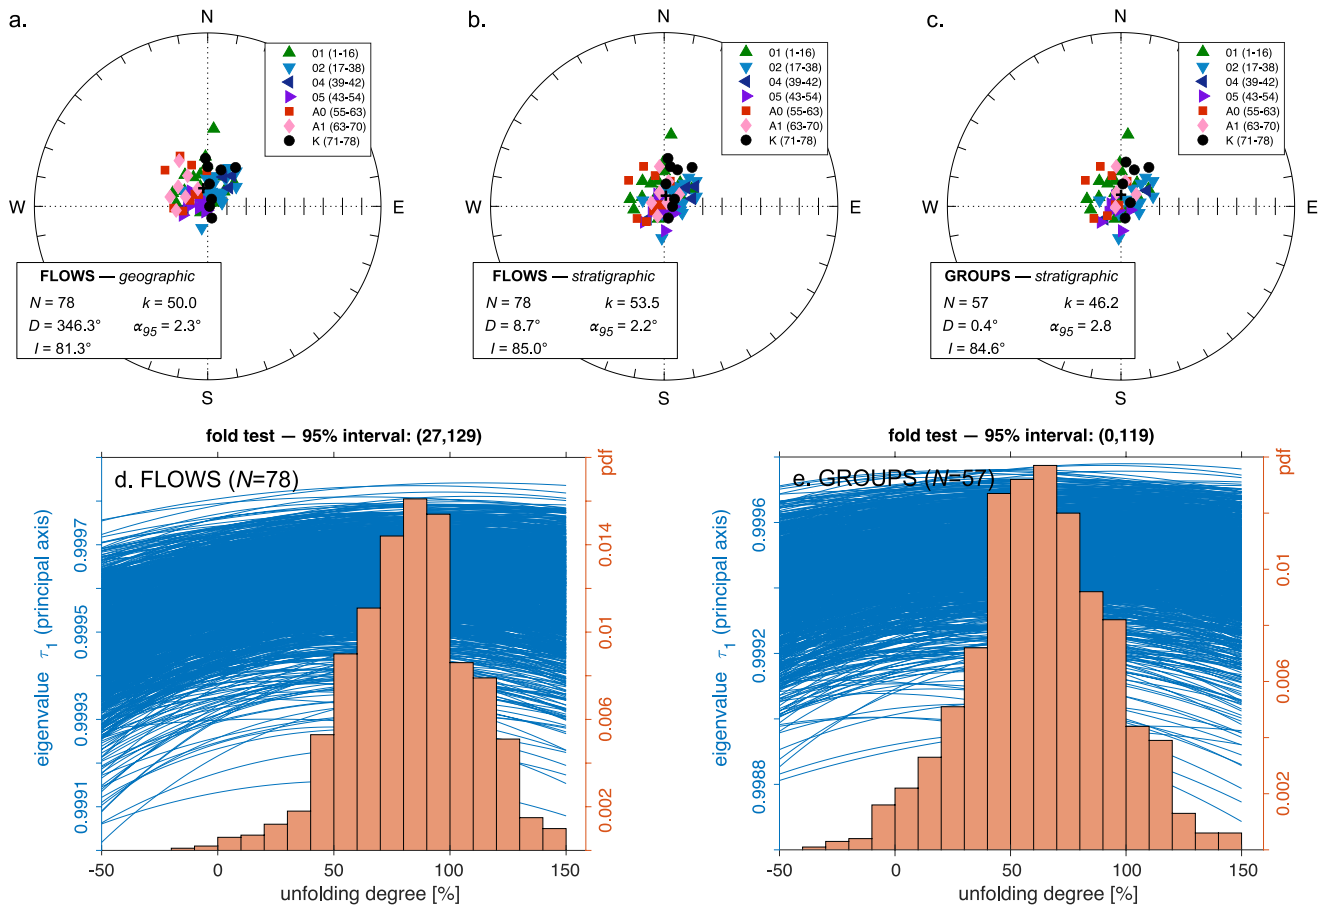 a.
N
01 (1-16)
02 (17-38)
04 (39-42)
05 (43-54)
A0 (55-63)
A1 (63-70)
K (71-78)
W
E
S
FLOWS — geographic
N = 78 k = 50.0
D = 346.3° α95 = 2.3°
I = 81.3°
b.
N
01 (1-16)
02 (17-38)
04 (39-42)
05 (43-54)
A0 (55-63)
A1 (63-70)
K (71-78)
W
E
S
FLOWS — stratigraphic
N = 78 k = 53.5
D = 8.7° α95 = 2.2°
I = 85.0°
c.
N
01 (1-16)
02 (17-38)
04 (39-42)
05 (43-54)
A0 (55-63)
A1 (63-70)
K (71-78)
W
E
S
GROUPS — stratigraphic
N = 57 k = 46.2
D = 0.4° α95 = 2.8
I = 84.6°
fold test — 95% interval: (27,129)
d. FLOWS (N=78)
eigenvalue τ1 (principal axis)
0.9997
0.9995
0.9993
0.9991
pdf
0.014
0.01
0.006
0.002
-50 0 50 100 150
unfolding degree [%]
fold test — 95% interval: (0,119)
e. GROUPS (N=57)
eigenvalue τ1 (principal axis)
0.9996
0.9992
0.9988
pdf
0.01
0.006
0.002
-50 0 50 100 150
unfolding degree [%]